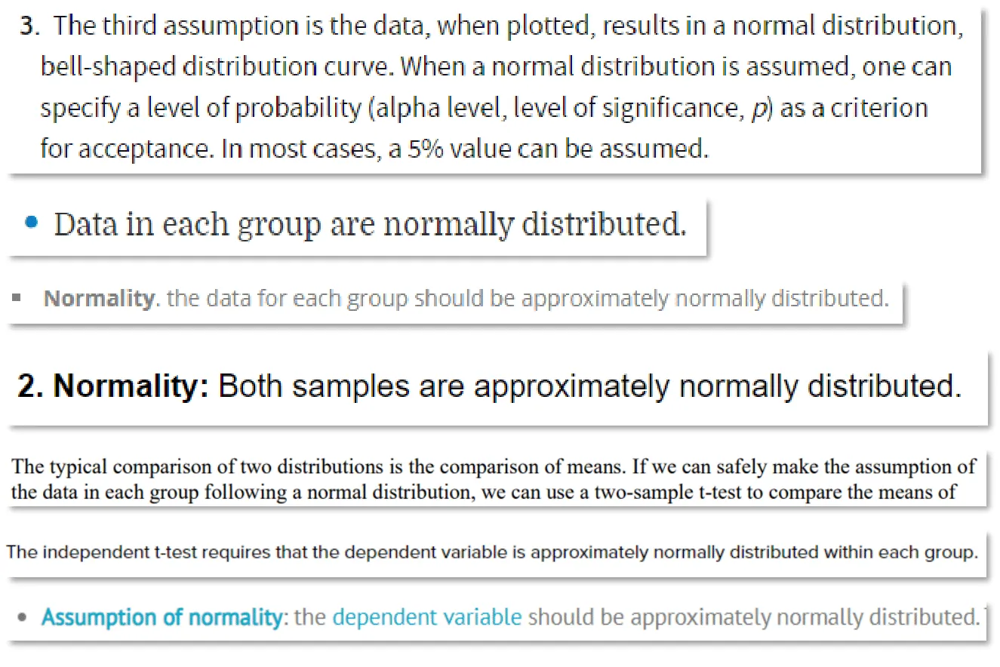 3. The third assumption is the data, when plotted, results in a normal distribution,
bell-shaped distribution curve. When a normal distribution is assumed, one can
specify a level of probability (alpha level, level of significance, p) as a criterion
for acceptance. In most cases, a 5% value can be assumed.
• Data in each group are normally distributed.
▪ Normality. the data for each group should be approximately normally distributed.
2. Normality: Both samples are approximately normally distributed.
The typical comparison of two distributions is the comparison of means. If we can safely make the assumption of
the data in each group following a normal distribution, we can use a two-sample t-test to compare the means of
The independent t-test requires that the dependent variable is approximately normally distributed within each group.
• Assumption of normality: the dependent variable should be approximately normally distributed.